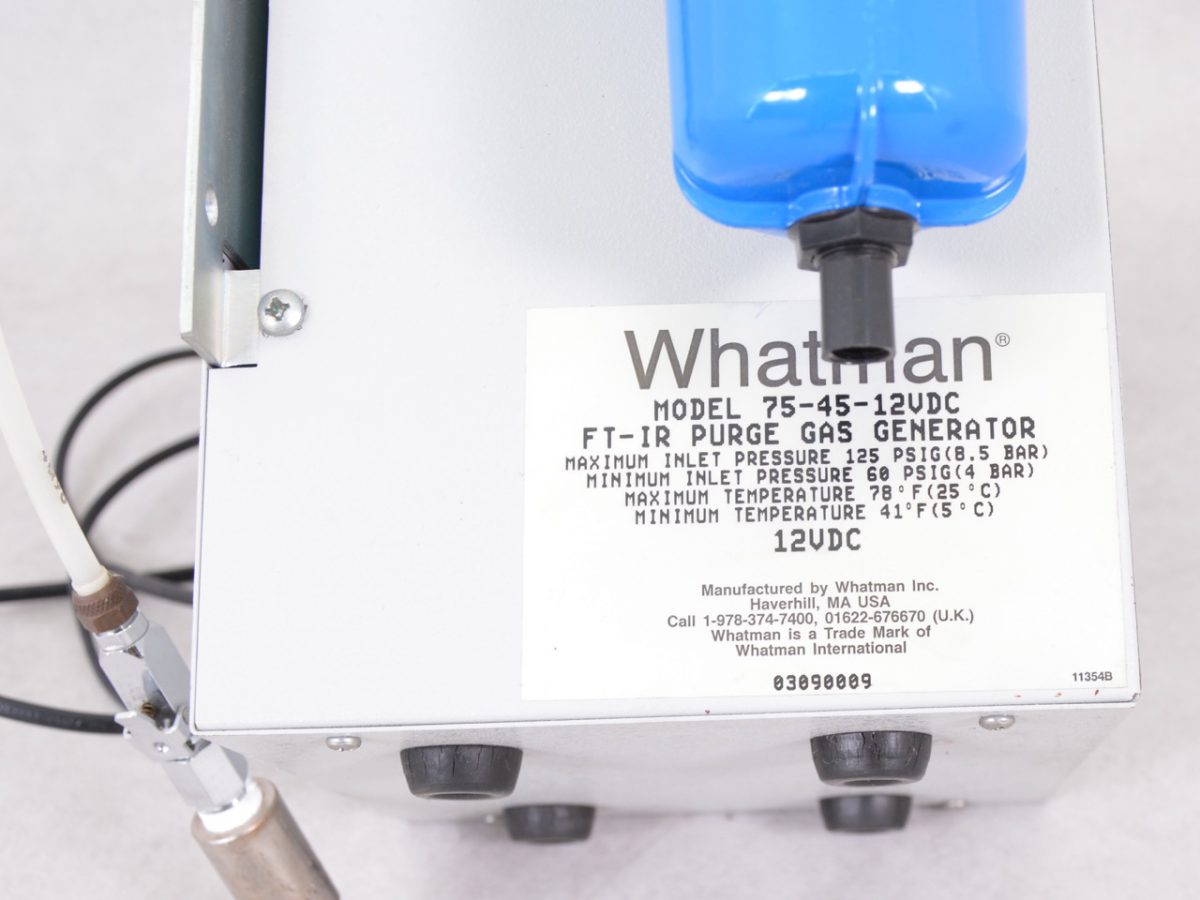 Whatman®
MODEL 75-45-12VDC
FT-IR PURGE GAS GENERATOR
MAXIMUM INLET PRESSURE 125 PSIG(8.5 BAR)
MINIMUM INLET PRESSURE 60 PSIG(4 BAR)
MAXIMUM TEMPERATURE 78°F(25°C)
MINIMUM TEMPERATURE 41°F(5°C)
12VDC
Manufactured by Whatman Inc.
Haverhill, MA USA
Call 1-978-374-7400, 01622-676670 (U.K.)
Whatman is a Trade Mark of
Whatman International
03090009
11354B